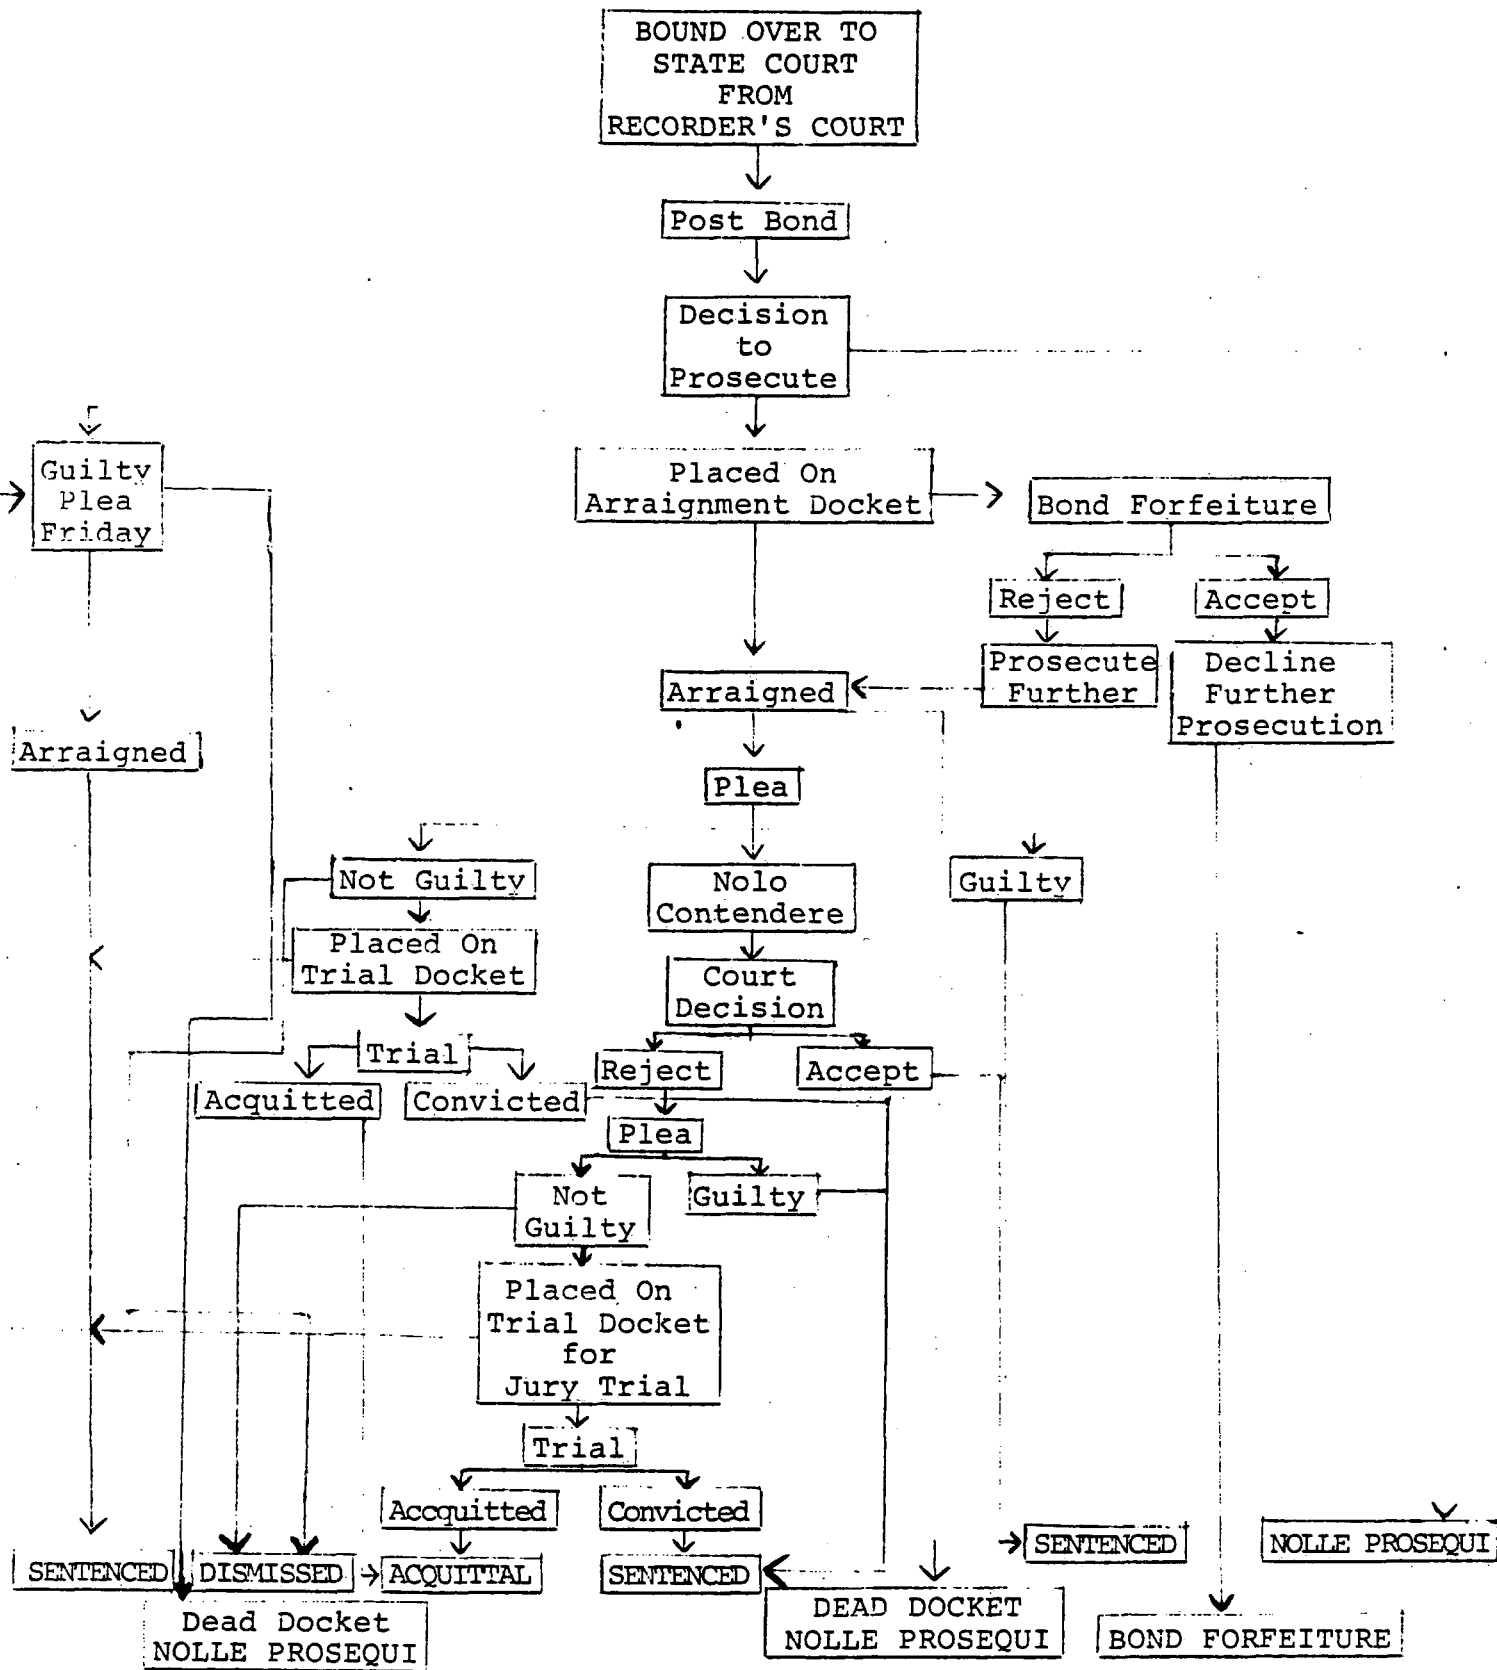 BOUND OVER TO
STATE COURT
FROM
RECORDER'S COURT
Post Bond
Decision
to
Prosecute
Guilty
Plea
Friday
Placed On
Arraignment Docket
Bond Forfeiture
Reject
Accept
Prosecute
Further
Decline
Further
Prosecution
Arraigned
Arraigned
Plea
Not Guilty
Nolo
Contendere
Guilty
Placed On
Trial Docket
Court
Decision
Trial
Reject
Accept
Acquitted
Convicted
Plea
Not
Guilty
Guilty
Placed On
Trial Docket
for
Jury Trial
Trial
Accquitted
Convicted
SENTENCED
DISMISSED
ACQUITTAL
SENTENCED
SENTENCED
NOLLE PROSEQUI
Dead Docket
NOLLE PROSEQUI
DEAD DOCKET
NOLLE PROSEQUI
BOND FORFEITURE